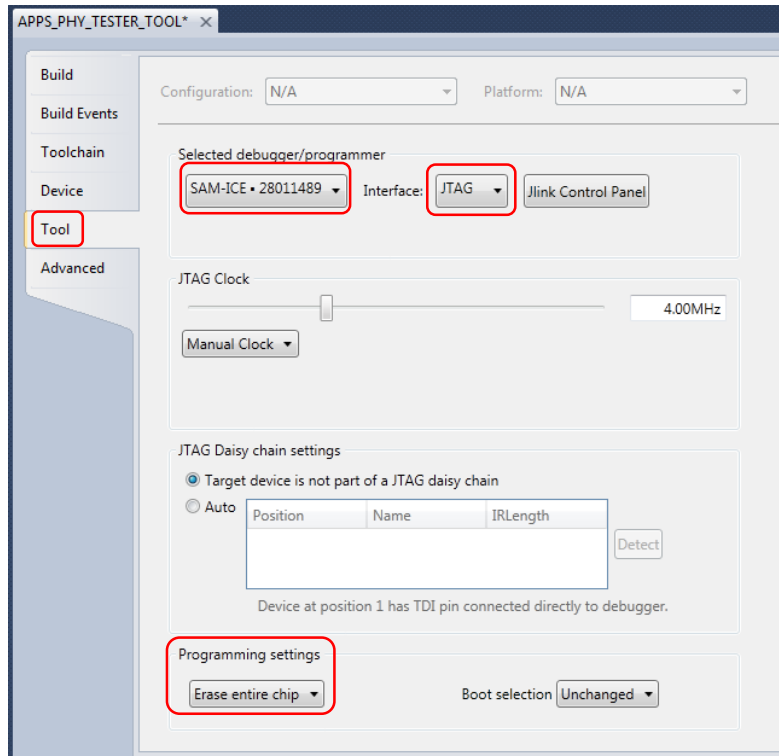 APPS_PHY_TESTER_TOOL* ×
Build
Build Events
Toolchain
Device
Tool
Advanced
Configuration: N/A Platform: N/A
Selected debugger/programmer
SAM-ICE • 28011489 Interface: JTAG Jlink Control Panel
JTAG Clock
4.00MHz
Manual Clock
JTAG Daisy chain settings
Target device is not part of a JTAG daisy chain
Auto
Position Name IRLength
Detect
Device at position 1 has TDI pin connected directly to debugger.
Programming settings
Erase entire chip Boot selection Unchanged